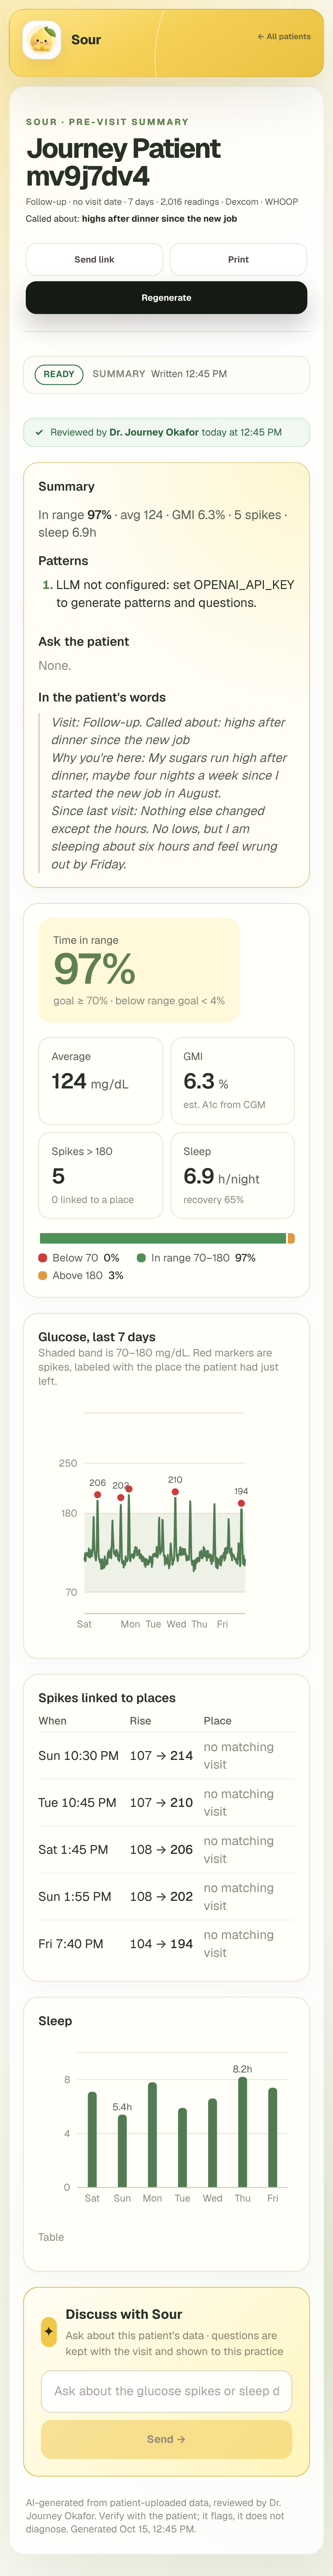 Sour
← All patients
SOUR · PRE-VISIT SUMMARY
Journey Patient
mv9j7dv4
Follow-up · no visit date · 7 days · 2,016 readings · Dexcom · WHOOP
Called about: highs after dinner since the new job
Send link
Print
Regenerate
READY SUMMARY Written 12:45 PM
✓ Reviewed by Dr. Journey Okafor today at 12:45 PM
Summary
In range 97% · avg 124 · GMI 6.3% · 5 spikes ·
sleep 6.9h
Patterns
1. LLM not configured: set OPENAI_API_KEY
to generate patterns and questions.
Ask the patient
None.
In the patient's words
Visit: Follow-up. Called about: highs after
dinner since the new job
Why you're here: My sugars run high after
dinner, maybe four nights a week since I
started the new job in August.
Since last visit: Nothing else changed
except the hours. No lows, but I am
sleeping about six hours and feel wrung
out by Friday.
Time in range
97%
goal ≥ 70% · below range goal < 4%
Average
124 mg/dL
GMI
6.3 %
est. A1c from CGM
Spikes > 180
5
0 linked to a place
Sleep
6.9 h/night
recovery 65%
Below 70 0% In range 70–180 97%
Above 180 3%
Glucose, last 7 days
Shaded band is 70–180 mg/dL. Red markers are
spikes, labeled with the place the patient had just
left.
250
206 202 210 194
180
70
Sat Mon Tue Wed Thu Fri
Spikes linked to places
When Rise Place
Sun 10:30 PM 107 → 214 no matching
visit
Tue 10:45 PM 107 → 210 no matching
visit
Sat 1:45 PM 108 → 206 no matching
visit
Sun 1:55 PM 108 → 202 no matching
visit
Fri 7:40 PM 104 → 194 no matching
visit
Sleep
8.2h
8
5.4h
4
0
Sat Sun Mon Tue Wed Thu Fri
Table
Discuss with Sour
Ask about this patient's data · questions are
kept with the visit and shown to this practice
Ask about the glucose spikes or sleep d
Send →
AI-generated from patient-uploaded data, reviewed by Dr.
Journey Okafor. Verify with the patient; it flags, it does not
diagnose. Generated Oct 15, 12:45 PM.